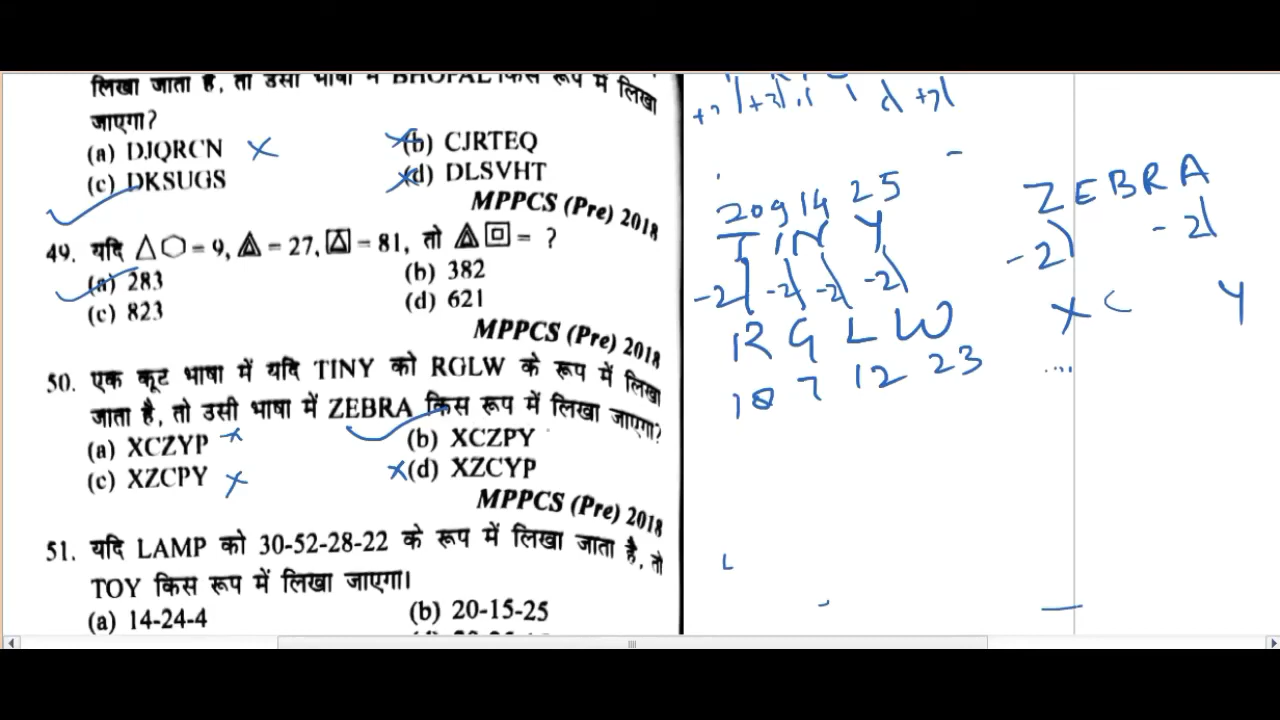 लिखा जाता है, तो उसी भाषा में BHOPAL किस रूप में लिखा
जाएगा?
(a) DJQRCN (b) CJRTEQ
(c) DKSUGS (d) DLSVHT
MPPCS (Pre) 2018
49. यदि △⬡ = 9, = 27, = 81, तो = ?
(a) 283 (b) 382
(c) 823 (d) 621
MPPCS (Pre) 2018
50. एक कूट भाषा में यदि TINY को RGLW के रूप में लिखा
जाता है, तो उसी भाषा में ZEBRA किस रूप में लिखा जाएगा?
(a) XCZYP (b) XCZPY
(c) XZCPY (d) XZCYP
MPPCS (Pre) 2018
51. यदि LAMP को 30-52-28-22 के रूप में लिखा जाता है, तो
TOY किस रूप में लिखा जाएगा।
(a) 14-24-4 (b) 20-15-25
20 9 14 25
TINY
-2 -2 -2 -2
R G L W
18 7 12 23
ZEBRA
-2 -2
X C Y